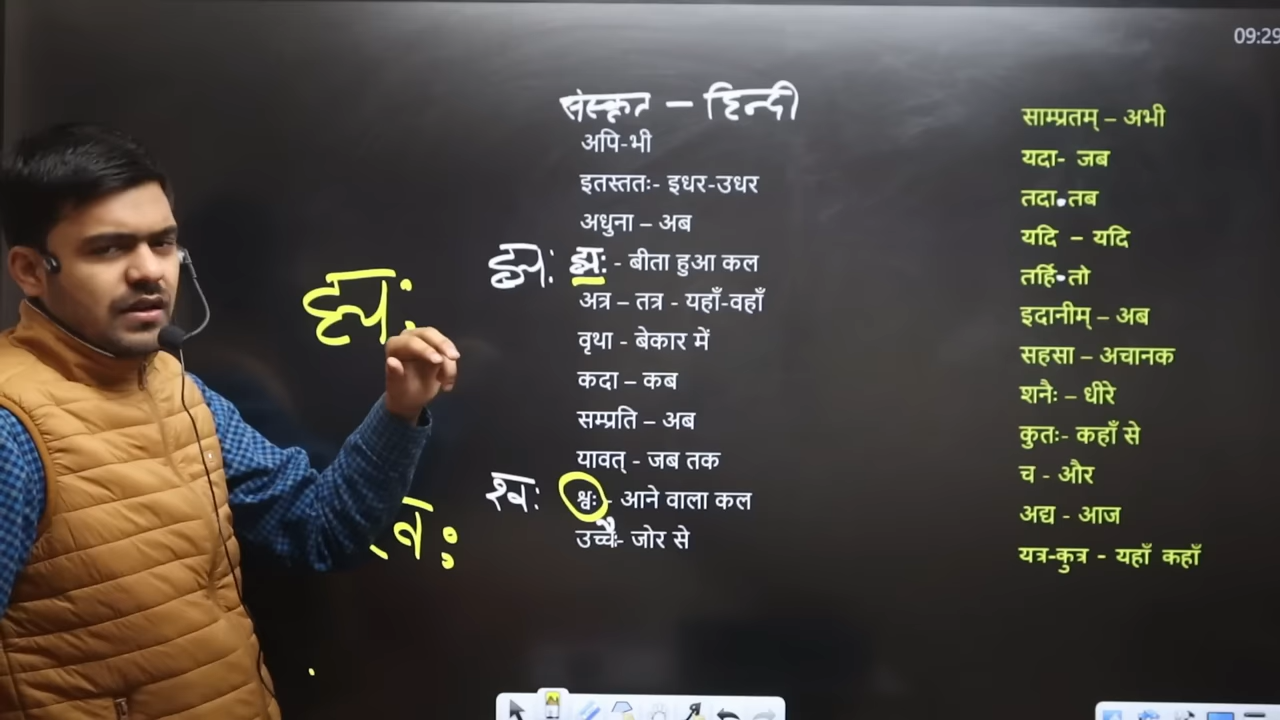 09:29
संस्कृत – हिन्दी
अपि-भी
इतस्ततः- इधर-उधर
अधुना – अब
ह्यः ह्यः ह्यः - बीता हुआ कल
अत्र – तत्र - यहाँ-वहाँ
वृथा - बेकार में
कदा – कब
सम्प्रति – अब
यावत् - जब तक
श्वः श्वः - आने वाला कल
उच्चैः- जोर से
साम्प्रतम् – अभी
यदा- जब
तदा-तब
यदि – यदि
तर्हि-तो
इदानीम् – अब
सहसा – अचानक
शनैः – धीरे
कुतः- कहाँ से
च - और
अद्य - आज
यत्र-कुत्र - यहाँ कहाँ